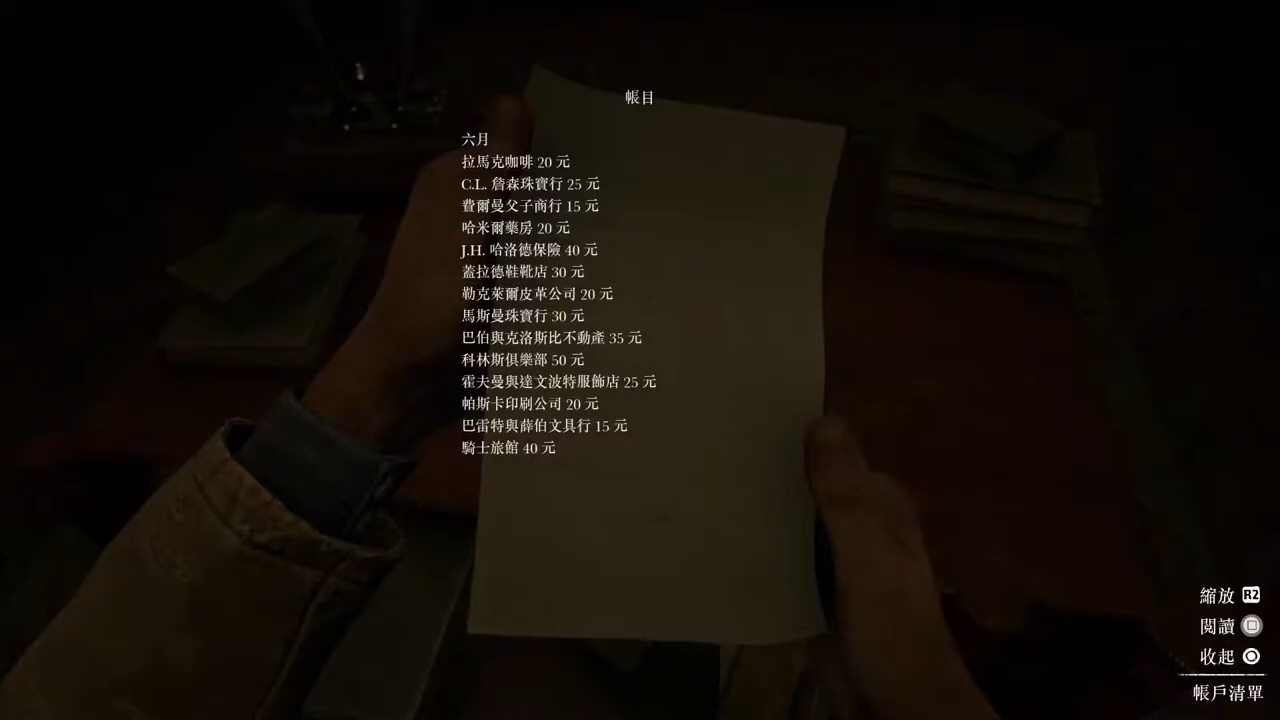 帳目
六月
拉馬克咖啡 20 元
C.L. 詹森珠寶行 25 元
費爾曼父子商行 15 元
哈米爾藥房 20 元
J.H. 哈洛德保險 40 元
蓋拉德鞋靴店 30 元
勒克萊爾皮革公司 20 元
馬斯曼珠寶行 30 元
巴伯與克洛斯比不動產 35 元
科林斯俱樂部 50 元
霍夫曼與達文波特服飾店 25 元
帕斯卡印刷公司 20 元
巴雷特與薛伯文具行 15 元
騎士旅館 40 元
縮放 R2
閱讀
收起
帳戶清單